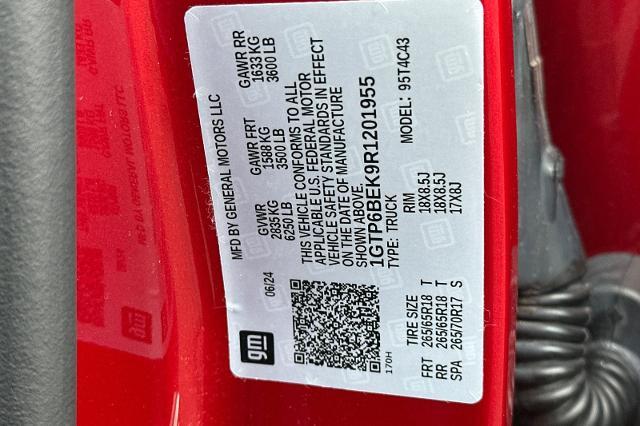 MFD BY GENERAL MOTORS LLC
06/24
GVWR GAWR FRT GAWR RR
2835 KG 1588 KG 1633 KG
6250 LB 3500 LB 3600 LB
THIS VEHICLE CONFORMS TO ALL
APPLICABLE U.S. FEDERAL MOTOR
VEHICLE SAFETY STANDARDS IN EFFECT
ON THE DATE OF MANUFACTURE
SHOWN ABOVE.
1GTP6BEK9R1201955
TYPE: TRUCK MODEL: 95T4C43
gm
170H
TIRE SIZE RIM
FRT 265/65R18 T 18X8.5J
RR 265/65R18 T 18X8.5J
SPA 265/70R17 S 17X8J